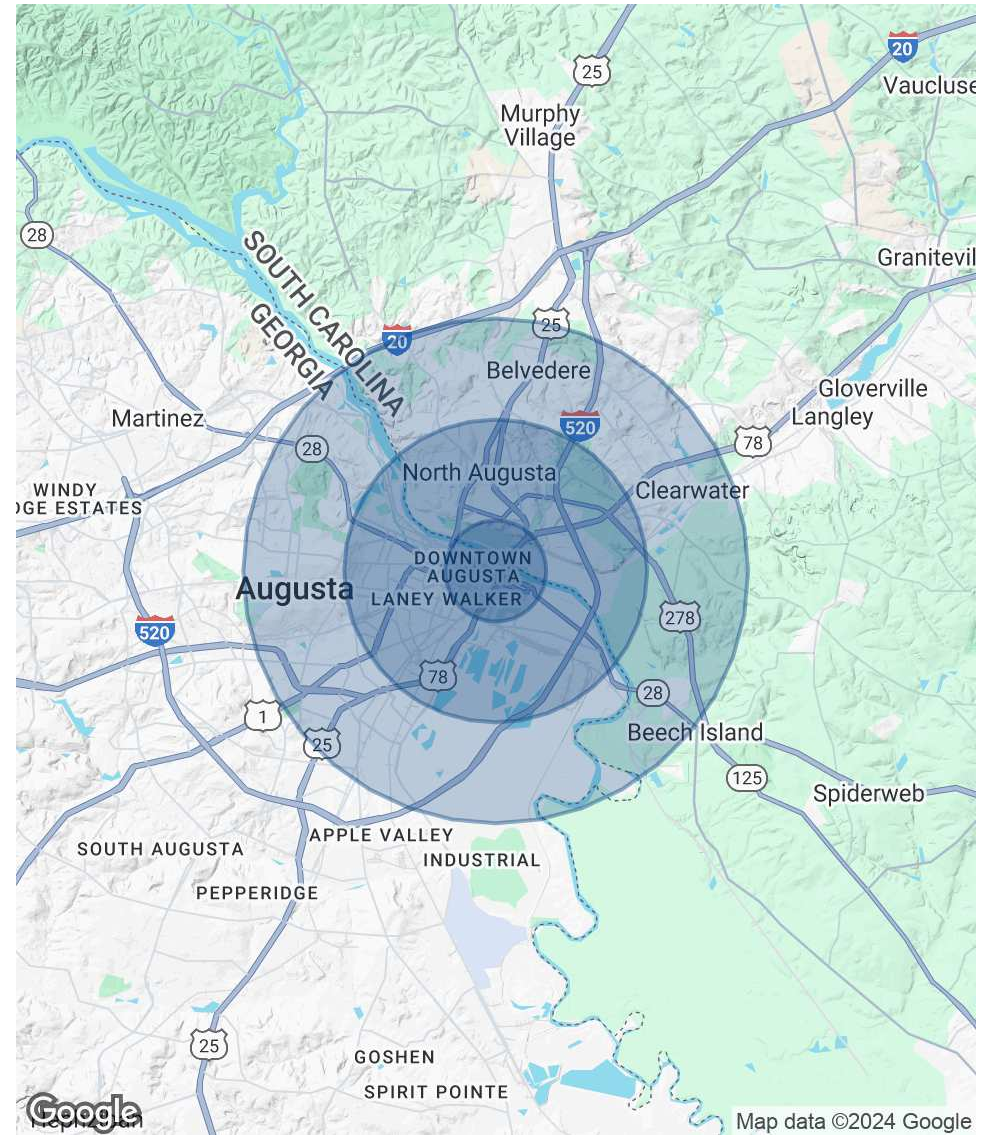 20
25
Vaucluse
Murphy
Village
28
SOUTH CAROLINA
GEORGIA
Granitevil
25
20
Belvedere
Gloverville
Martinez
520
Langley
28
78
North Augusta
WINDY
DGE ESTATES
Clearwater
DOWNTOWN
AUGUSTA
Augusta
LANEY WALKER
278
520
78
28
1
25
Beech Island
125
Spiderweb
APPLE VALLEY
SOUTH AUGUSTA
INDUSTRIAL
PEPPERIDGE
25
GOSHEN
SPIRIT POINTE
Google
Map data ©2024 Google